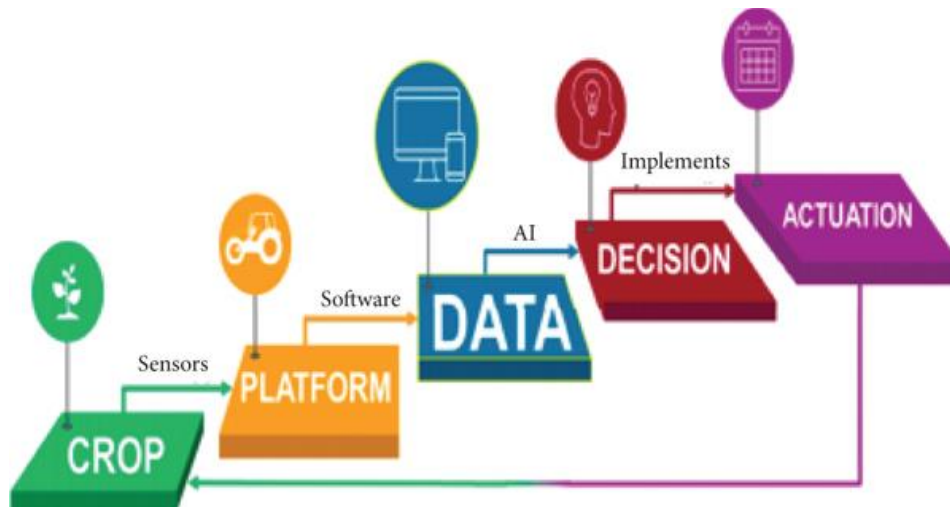 CROP
Sensors
PLATFORM
Software
DATA
AI
DECISION
Implements
ACTUATION